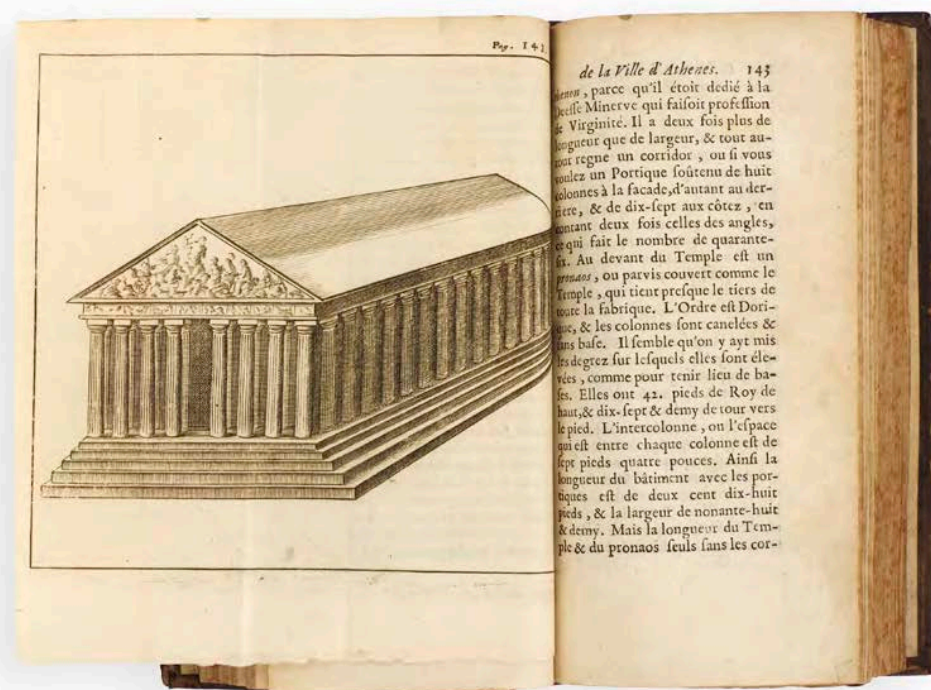 Pag. 143
de la Ville d'Athenes. 143
, parce qu'il étoit dedié à la
Deesse Minerve qui faiſoit profeſſion
de Virginité. Il a deux fois plus de
longueur que de largeur, & tout au-
tour regne un corridor, ou ſi vous
voulez un Portique ſoûtenu de huit
colonnes à la facade, d'autant au der-
riere, & de dix-ſept aux côtez, en
contant deux fois celles des angles,
ce qui fait le nombre de quarante-
ſix. Au devant du Temple eſt un
pronaos, ou parvis couvert comme le
Temple, qui tient preſque le tiers de
toute la fabrique. L'Ordre eſt Dori-
que, & les colonnes ſont canelées &
ſans baſe. Il ſemble qu'on y ayt mis
les degrez ſur leſquels elles ſont éle-
vées, comme pour tenir lieu de ba-
ſes. Elles ont 42. pieds de Roy de
haut, & dix-ſept & demy de tour vers
le pied. L'intercolonne, ou l'eſpace
qui eſt entre chaque colonne eſt de
ſept pieds quatre pouces. Ainſi la
longueur du bâtiment avec les por-
tiques eſt de deux cent dix-huit
pieds, & la largeur de nonante-huit
& demy. Mais la longueur du Tem-
ple & du pronaos ſeuls ſans les cor-